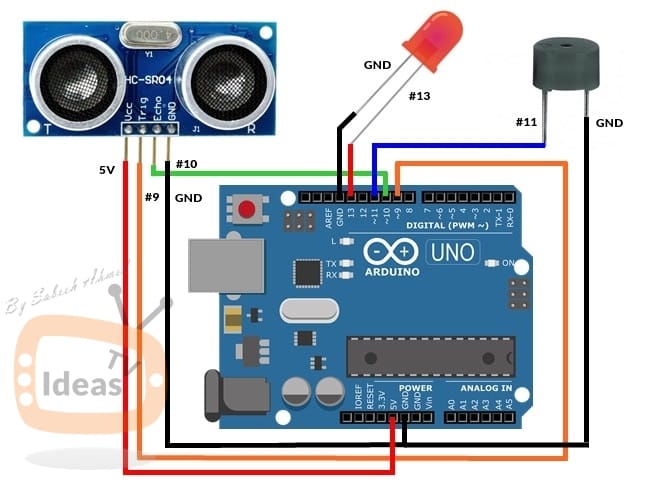 4.000
Y1
HC-SR04
Vcc
Trig
Echo
GND
T
J1
R
5V
#9
#10
GND
GND
#13
#11
GND
AREF
GND
13
12
~11
~10
~9
8
7
~6
~5
4
~3
2
TX-1
RX-0
DIGITAL (PWM ~)
L
TX
RX
ARDUINO
UNO
ON
By Sabeeh Ahmed
TV
Ideas
POWER
ANALOG IN
IOREF
RESET
3.3V
5V
GND
GND
Vin
A0
A1
A2
A3
A4
A5